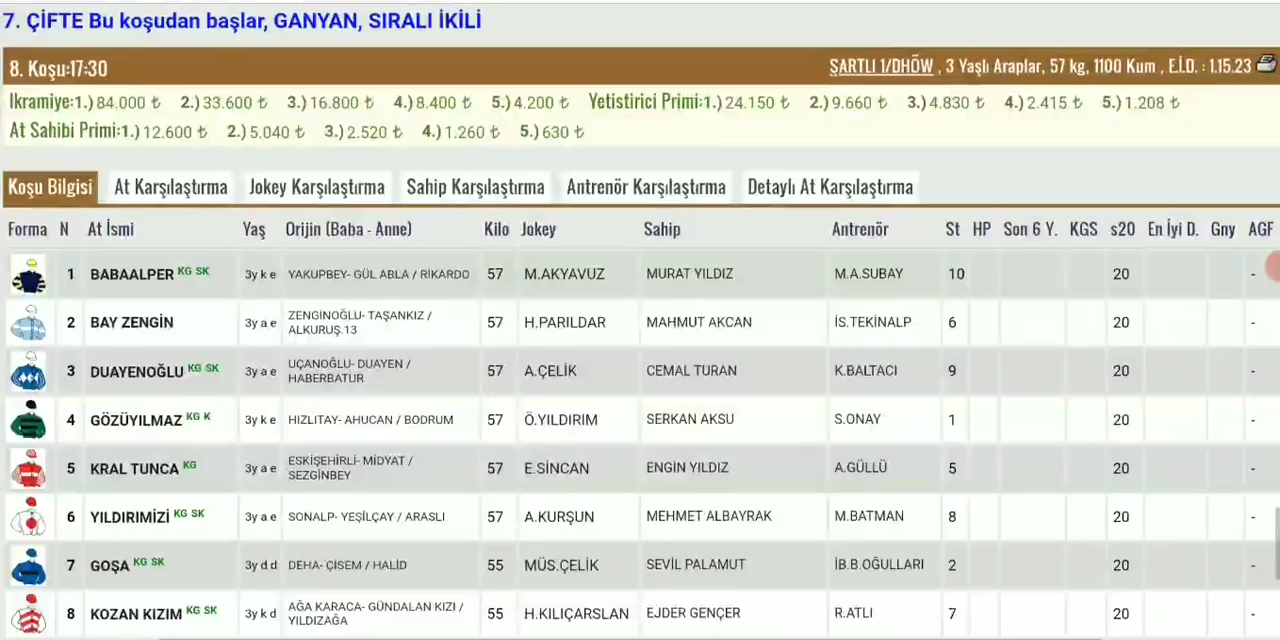 7. ÇİFTE Bu koşudan başlar, GANYAN, SIRALI İKİLİ
8. Koşu:17:30 ŞARTLI 1/DHÖW , 3 Yaşlı Araplar, 57 kg, 1100 Kum , E.İ.D. : 1.15.23
Ikramiye:1.) 84.000 ₺ 2.) 33.600 ₺ 3.) 16.800 ₺ 4.) 8.400 ₺ 5.) 4.200 ₺ Yetistirici Primi:1.) 24.150 ₺ 2.) 9.660 ₺ 3.) 4.830 ₺ 4.) 2.415 ₺ 5.) 1.208 ₺
At Sahibi Primi:1.) 12.600 ₺ 2.) 5.040 ₺ 3.) 2.520 ₺ 4.) 1.260 ₺ 5.) 630 ₺
Koşu Bilgisi At Karşılaştırma Jokey Karşılaştırma Sahip Karşılaştırma Antrenör Karşılaştırma Detaylı At Karşılaştırma
Forma N At İsmi Yaş Orijin (Baba - Anne) Kilo Jokey Sahip Antrenör St HP Son 6 Y. KGS s20 En İyi D. Gny AGF
1 BABAALPER KG SK 3y k e YAKUPBEY- GÜL ABLA / RİKARDO 57 M.AKYAVUZ MURAT YILDIZ M.A.SUBAY 10 20 -
2 BAY ZENGİN 3y a e ZENGİNOĞLU- TAŞANKIZ / ALKURUŞ.13 57 H.PARILDAR MAHMUT AKCAN İS.TEKİNALP 6 20 -
3 DUAYENOĞLU KG SK 3y a e UÇANOĞLU- DUAYEN / HABERBATUR 57 A.ÇELİK CEMAL TURAN K.BALTACI 9 20 -
4 GÖZÜYILMAZ KG K 3y k e HIZLITAY- AHUCAN / BODRUM 57 Ö.YILDIRIM SERKAN AKSU S.ONAY 1 20 -
5 KRAL TUNCA KG 3y a e ESKİŞEHİRLİ- MİDYAT / SEZGİNBEY 57 E.SİNCAN ENGİN YILDIZ A.GÜLLÜ 5 20 -
6 YILDIRIMİZİ KG SK 3y a e SONALP- YEŞİLÇAY / ARASLI 57 A.KURŞUN MEHMET ALBAYRAK M.BATMAN 8 20 -
7 GOŞA KG SK 3y d d DEHA- ÇİSEM / HALİD 55 MÜS.ÇELİK SEVİL PALAMUT İB.B.OĞULLARI 2 20 -
8 KOZAN KIZIM KG SK 3y k d AĞA KARACA- GÜNDALAN KIZI / YILDIZAĞA 55 H.KILIÇARSLAN EJDER GENÇER R.ATLI 7 20 -